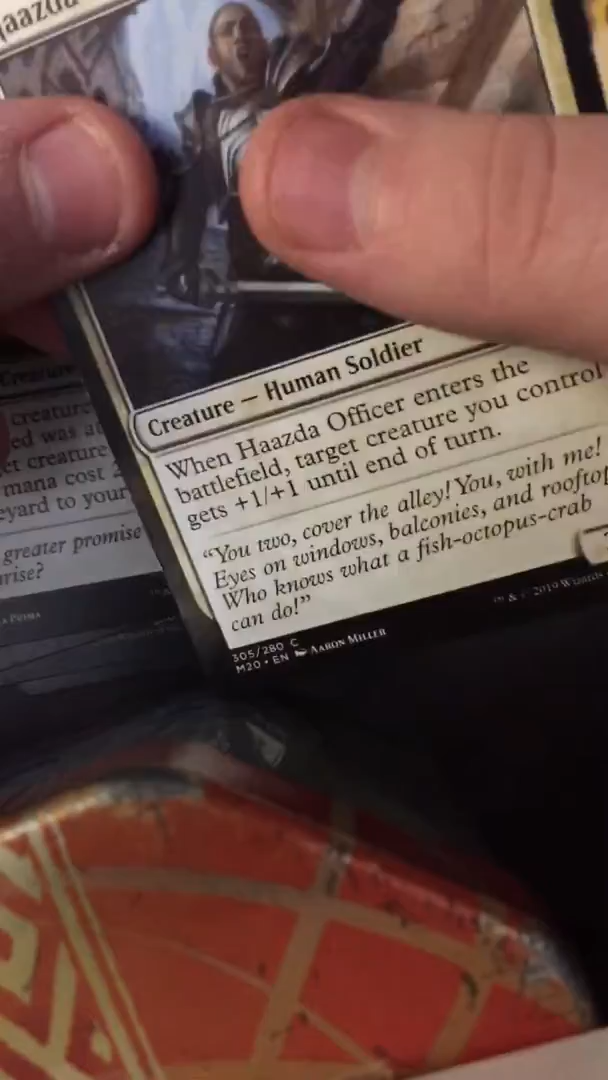 Haazda
Creature — Human Soldier
When Haazda Officer enters the
battlefield, target creature you control
gets +1/+1 until end of turn.
“You two, cover the alley! You, with me!
Eyes on windows, balconies, and rooftop
Who knows what a fish-octopus-crab
can do!”
305/280 C
M20 • EN AARON MILLER
™ & © 2019 Wizards
Creature
creature
ed was
creature
mana cost 2
yard to your
greater promise
rise?